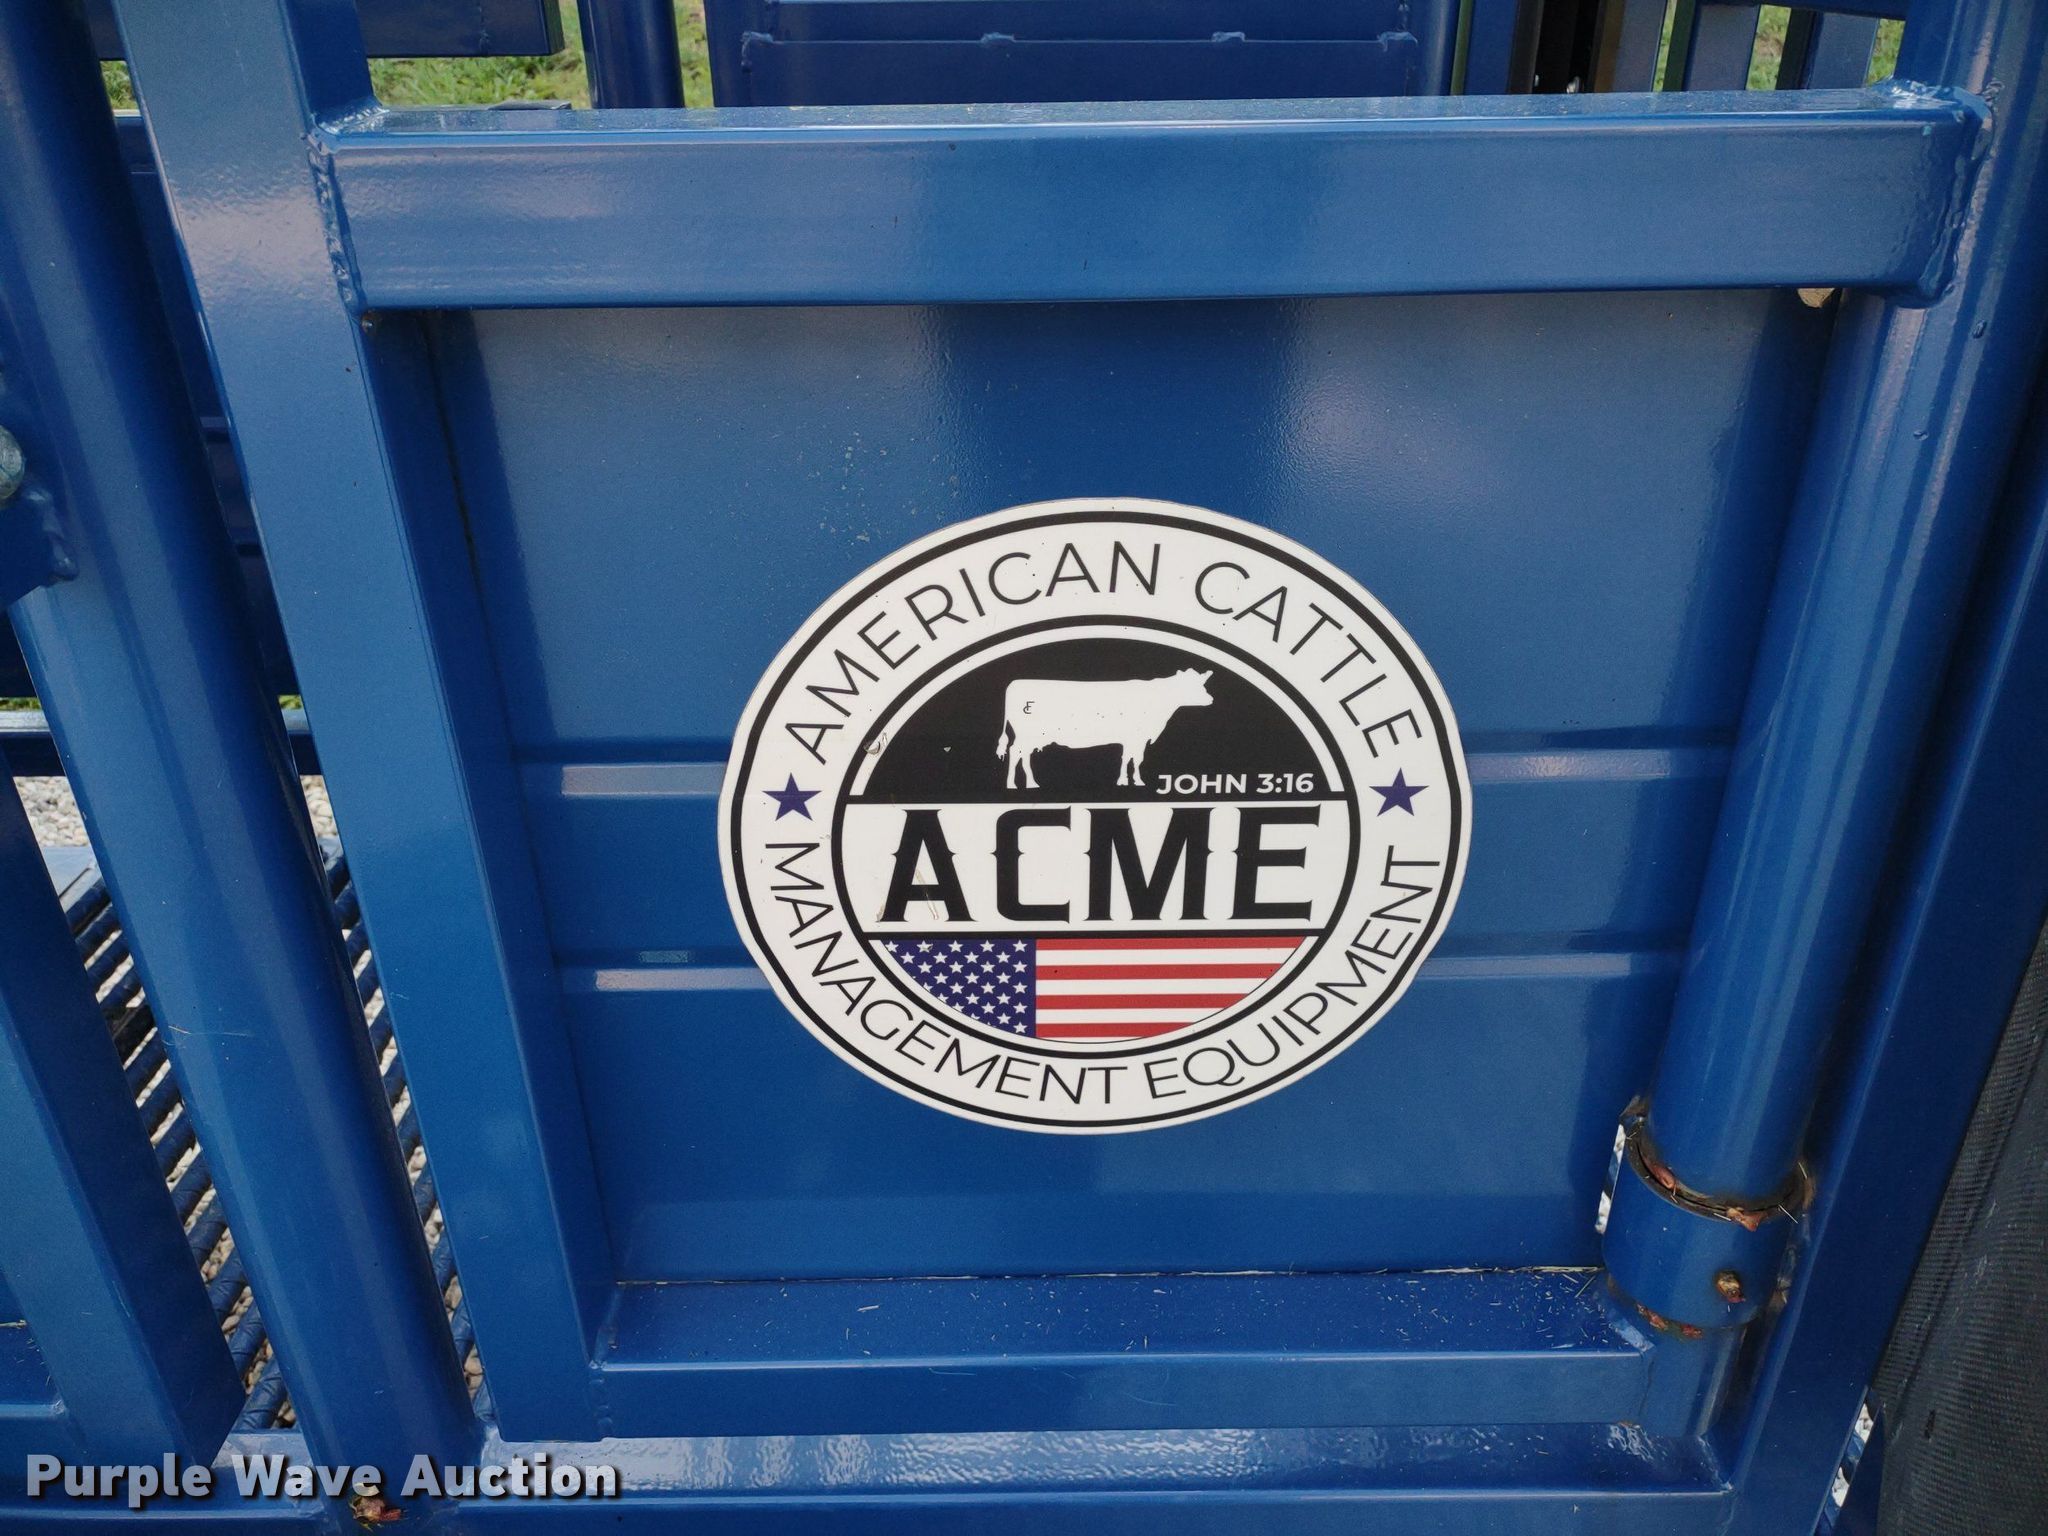 AMERICAN CATTLE
JOHN 3:16
ACME
MANAGEMENT EQUIPMENT
Purple Wave Auction